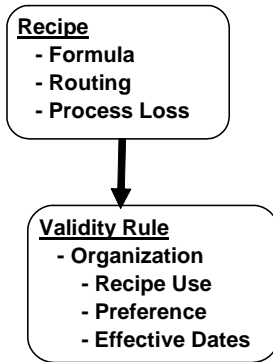 Recipe
- Formula
- Routing
- Process Loss
Validity Rule
- Organization
- Recipe Use
- Preference
- Effective Dates